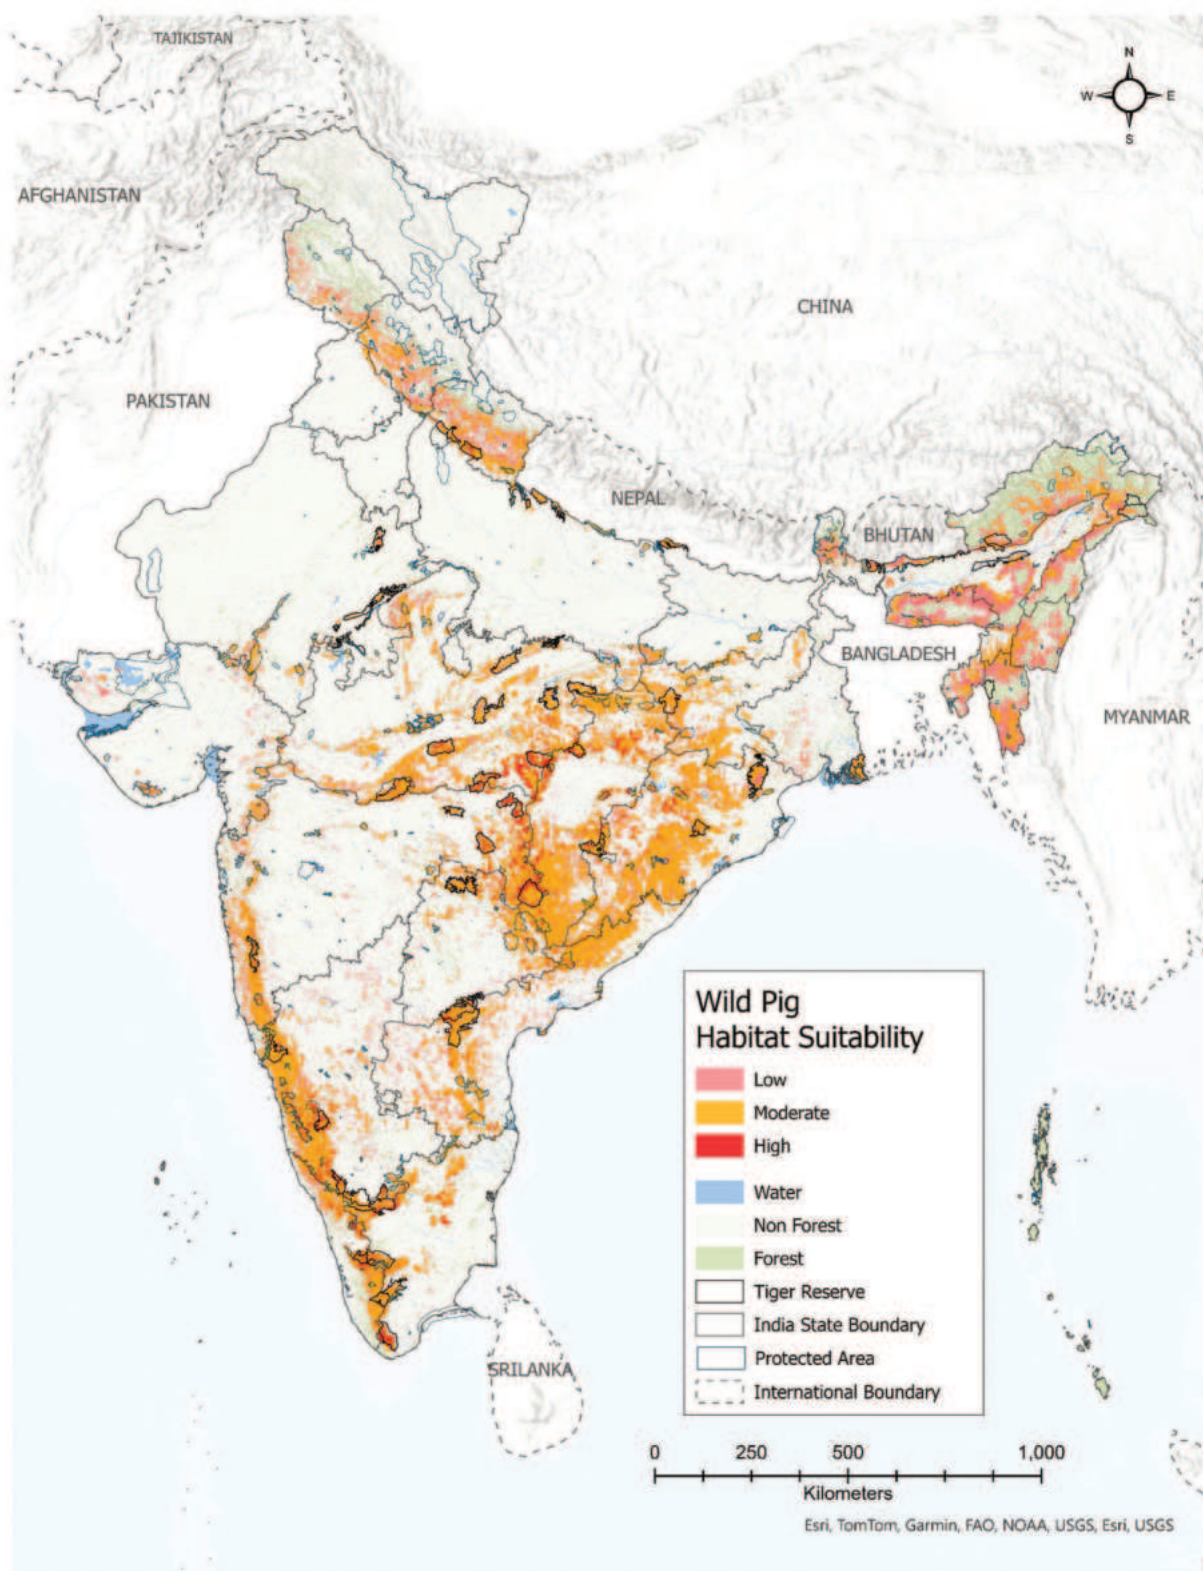 TAJIKISTAN
N
W E
S
AFGHANISTAN
CHINA
PAKISTAN
NEPAL
BHUTAN
BANGLADESH
MYANMAR
Wild Pig
Habitat Suitability
Low
Moderate
High
Water
Non Forest
Forest
Tiger Reserve
India State Boundary
Protected Area
International Boundary
SRILANKA
0 250 500 1,000
Kilometers
Esri, TomTom, Garmin, FAO, NOAA, USGS, Esri, USGS